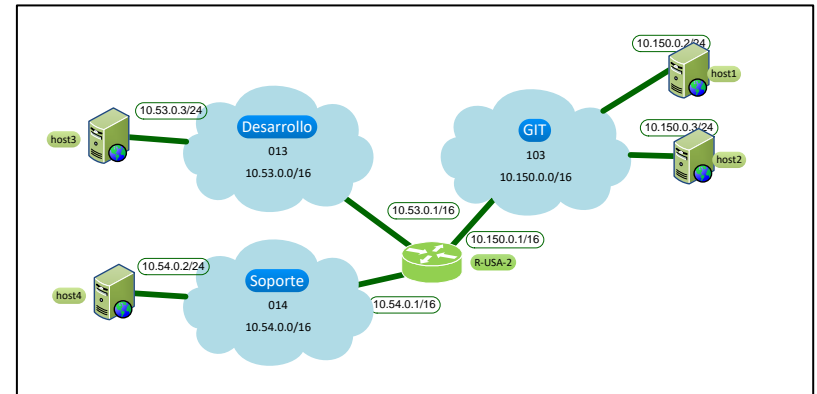 10.150.0.2/24
host1
10.53.0.3/24
host3
Desarrollo
013
10.53.0.0/16
GIT
103
10.150.0.0/16
10.150.0.3/24
host2
10.53.0.1/16
10.150.0.1/16
R-USA-2
10.54.0.2/24
host4
Soporte
014
10.54.0.0/16
10.54.0.1/16